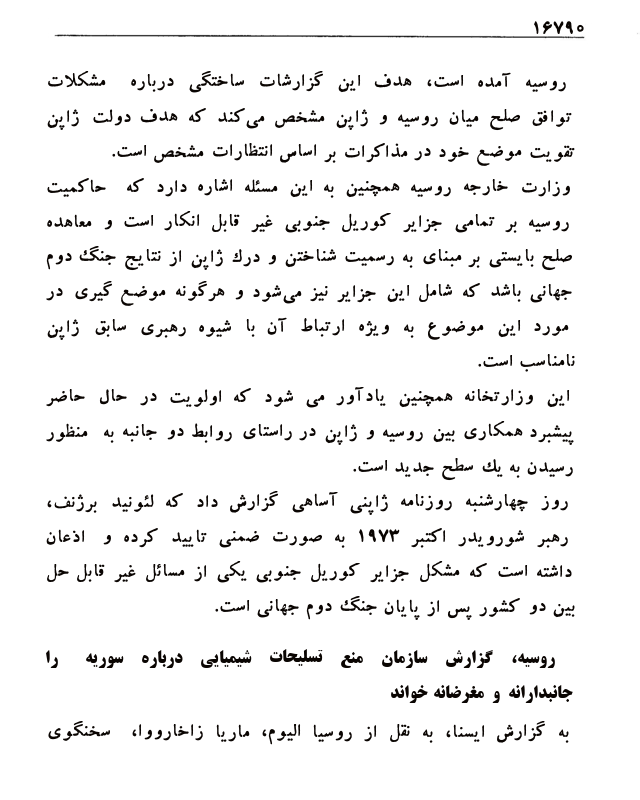 ۱۶۷۹۰
روسیه آمده است، هدف این گزارشات ساختگی درباره مشکلات
توافق صلح میان روسیه و ژاپن مشخص می‌کند که هدف دولت ژاپن
تقویت موضع خود در مذاکرات بر اساس انتظارات مشخص است.
وزارت خارجه روسیه همچنین به این مسئله اشاره دارد که حاکمیت
روسیه بر تمامی جزایر کوریل جنوبی غیر قابل انکار است و معاهده
صلح بایستی بر مبنای به رسمیت شناختن و درك ژاپن از نتایج جنگ دوم
جهانی باشد که شامل این جزایر نیز می‌شود و هرگونه موضع گیری در
مورد این موضوع به ویژه ارتباط آن با شیوه رهبری سابق ژاپن
نامناسب است.
این وزارتخانه همچنین یادآور می شود که اولویت در حال حاضر
پیشبرد همکاری بین روسیه و ژاپن در راستای روابط دو جانبه به منظور
رسیدن به یك سطح جدید است.
روز چهارشنبه روزنامه ژاپنی آساهی گزارش داد که لئونید برژنف،
رهبر شورویدر اکتبر ۱۹۷۳ به صورت ضمنی تایید کرده و اذعان
داشته است که مشکل جزایر کوریل جنوبی یکی از مسائل غیر قابل حل
بین دو کشور پس از پایان جنگ دوم جهانی است.
روسیه، گزارش سازمان منع تسلیحات شیمیایی درباره سوریه را
جانبدارانه و مغرضانه خواند
به گزارش ایسنا، به نقل از روسیا الیوم، ماریا زاخارووا، سخنگوی